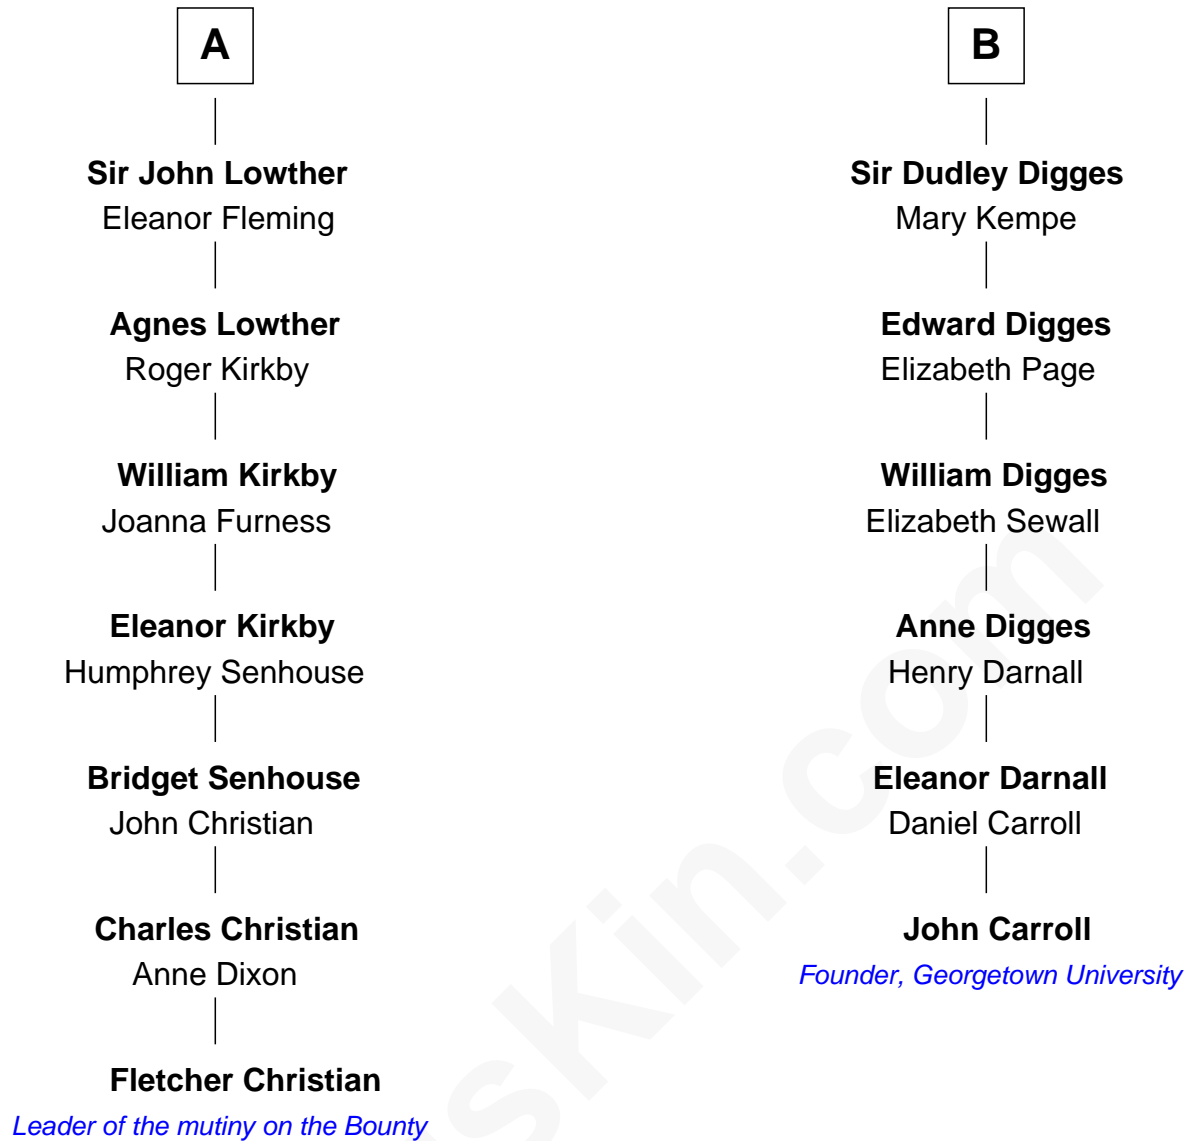 A
Sir John Lowther
Eleanor Fleming
Agnes Lowther
Roger Kirkby
William Kirkby
Joanna Furness
Eleanor Kirkby
Humphrey Senhouse
Bridget Senhouse
John Christian
Charles Christian
Anne Dixon
Fletcher Christian
Leader of the mutiny on the Bounty
B
Sir Dudley Digges
Mary Kempe
Edward Digges
Elizabeth Page
William Digges
Elizabeth Sewall
Anne Digges
Henry Darnall
Eleanor Darnall
Daniel Carroll
John Carroll
Founder, Georgetown University
sKin.com